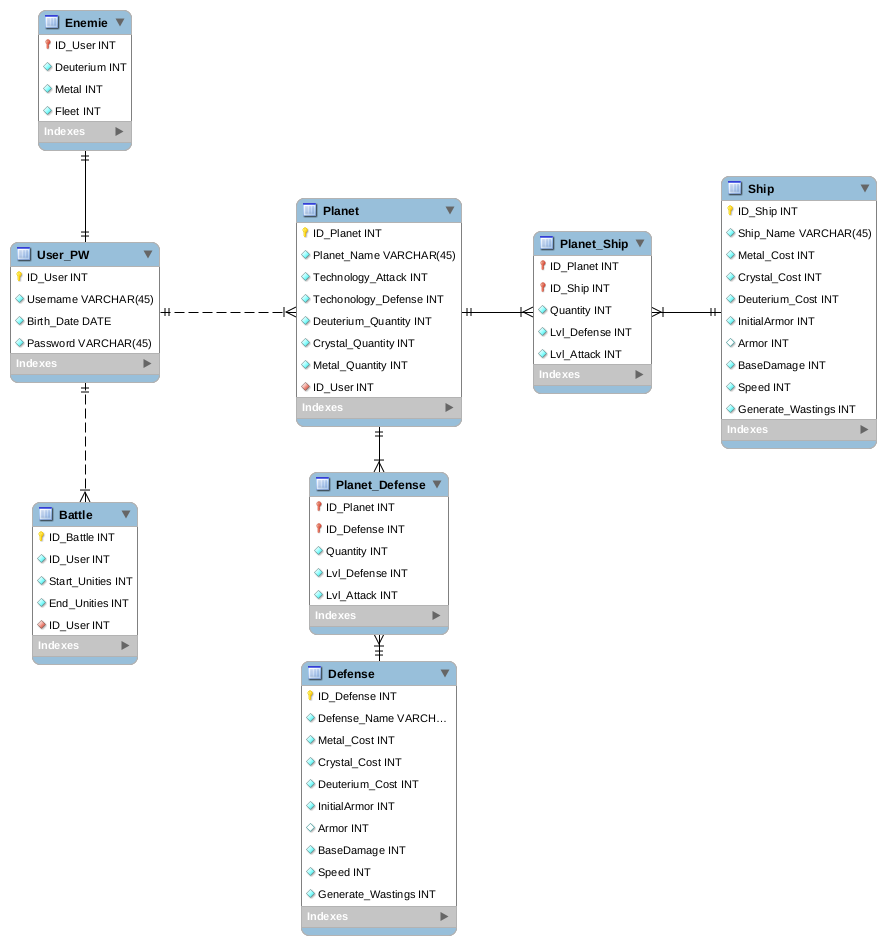 Enemie
ID_User INT
Deuterium INT
Metal INT
Fleet INT
Indexes
User_PW
ID_User INT
Username VARCHAR(45)
Birth_Date DATE
Password VARCHAR(45)
Indexes
Battle
ID_Battle INT
ID_User INT
Start_Unities INT
End_Unities INT
ID_User INT
Indexes
Planet
ID_Planet INT
Planet_Name VARCHAR(45)
Technology_Attack INT
Techonology_Defense INT
Deuterium_Quantity INT
Crystal_Quantity INT
Metal_Quantity INT
ID_User INT
Indexes
Planet_Defense
ID_Planet INT
ID_Defense INT
Quantity INT
Lvl_Defense INT
Lvl_Attack INT
Indexes
Defense
ID_Defense INT
Defense_Name VARCH...
Metal_Cost INT
Crystal_Cost INT
Deuterium_Cost INT
InitialArmor INT
Armor INT
BaseDamage INT
Speed INT
Generate_Wastings INT
Indexes
Planet_Ship
ID_Planet INT
ID_Ship INT
Quantity INT
Lvl_Defense INT
Lvl_Attack INT
Indexes
Ship
ID_Ship INT
Ship_Name VARCHAR(45)
Metal_Cost INT
Crystal_Cost INT
Deuterium_Cost INT
InitialArmor INT
Armor INT
BaseDamage INT
Speed INT
Generate_Wastings INT
Indexes